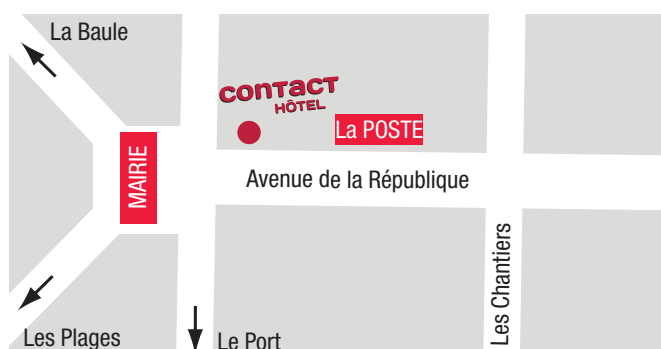 La Baule
CONTACT
HÔTEL
La POSTE
MAIRIE
Avenue de la République
Les Chantiers
Les Plages
Le Port